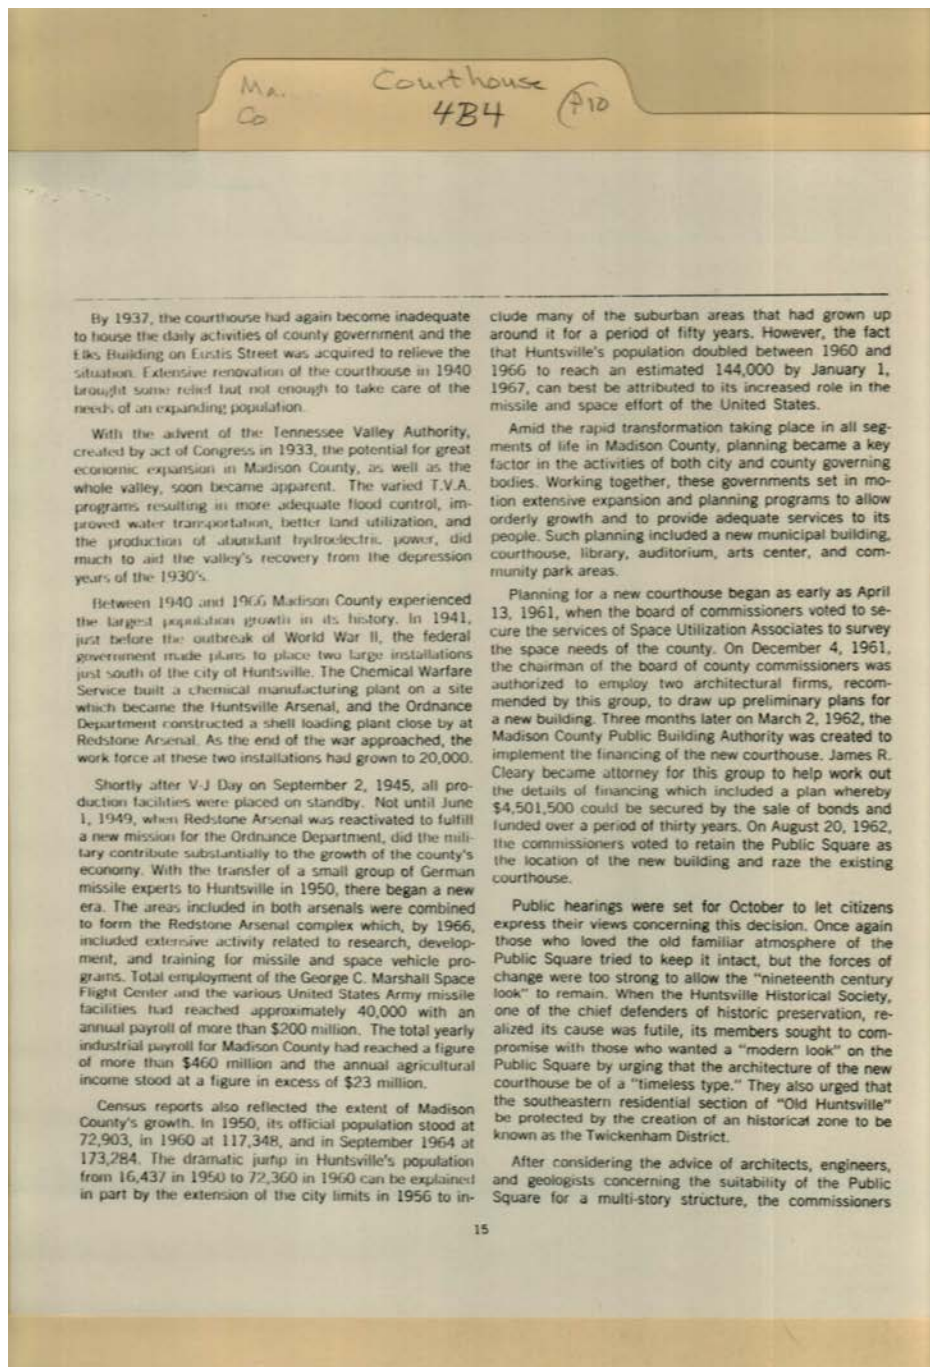 Ma.
Co
Courthouse
4B4
P10
By 1937, the courthouse had again become inadequate
to house the daily activities of county government and the
Elks Building on Eustis Street was acquired to relieve the
situation. Extensive renovation of the courthouse in 1940
brought some relief but not enough to take care of the
needs of an expanding population.
With the advent of the Tennessee Valley Authority,
created by act of Congress in 1933, the potential for great
economic expansion in Madison County, as well as the
whole valley, soon became apparent. The varied T.V.A.
programs resulting in more adequate flood control, im-
proved water transportation, better land utilization, and
the production of abundant hydroelectric power, did
much to aid the valley's recovery from the depression
years of the 1930's.
Between 1940 and 1966 Madison County experienced
the largest population growth in its history. In 1941,
just before the outbreak of World War II, the federal
government made plans to place two large installations
just south of the city of Huntsville. The Chemical Warfare
Service built a chemical manufacturing plant on a site
which became the Huntsville Arsenal, and the Ordnance
Department constructed a shell loading plant close by at
Redstone Arsenal. As the end of the war approached, the
work force at these two installations had grown to 20,000.
Shortly after V-J Day on September 2, 1945, all pro-
duction facilities were placed on standby. Not until June
1, 1949, when Redstone Arsenal was reactivated to fulfill
a new mission for the Ordnance Department, did the mili-
tary contribute substantially to the growth of the county's
economy. With the transfer of a small group of German
missile experts to Huntsville in 1950, there began a new
era. The areas included in both arsenals were combined
to form the Redstone Arsenal complex which, by 1966,
included extensive activity related to research, develop-
ment, and training for missile and space vehicle pro-
grams. Total employment of the George C. Marshall Space
Flight Center and the various United States Army missile
facilities had reached approximately 40,000 with an
annual payroll of more than $200 million. The total yearly
industrial payroll for Madison County had reached a figure
of more than $460 million and the annual agricultural
income stood at a figure in excess of $23 million.
Census reports also reflected the extent of Madison
County's growth. In 1950, its official population stood at
72,903, in 1960 at 117,348, and in September 1964 at
173,284. The dramatic jump in Huntsville's population
from 16,437 in 1950 to 72,360 in 1960 can be explained
in part by the extension of the city limits in 1956 to in-
clude many of the suburban areas that had grown up
around it for a period of fifty years. However, the fact
that Huntsville's population doubled between 1960 and
1966 to reach an estimated 144,000 by January 1,
1967, can best be attributed to its increased role in the
missile and space effort of the United States.
Amid the rapid transformation taking place in all seg-
ments of life in Madison County, planning became a key
factor in the activities of both city and county governing
bodies. Working together, these governments set in mo-
tion extensive expansion and planning programs to allow
orderly growth and to provide adequate services to its
people. Such planning included a new municipal building,
courthouse, library, auditorium, arts center, and com-
munity park areas.
Planning for a new courthouse began as early as April
13, 1961, when the board of commissioners voted to se-
cure the services of Space Utilization Associates to survey
the space needs of the county. On December 4, 1961,
the chairman of the board of county commissioners was
authorized to employ two architectural firms, recom-
mended by this group, to draw up preliminary plans for
a new building. Three months later on March 2, 1962, the
Madison County Public Building Authority was created to
implement the financing of the new courthouse. James R.
Cleary became attorney for this group to help work out
the details of financing which included a plan whereby
$4,501,500 could be secured by the sale of bonds and
funded over a period of thirty years. On August 20, 1962,
the commissioners voted to retain the Public Square as
the location of the new building and raze the existing
courthouse.
Public hearings were set for October to let citizens
express their views concerning this decision. Once again
those who loved the old familiar atmosphere of the
Public Square tried to keep it intact, but the forces of
change were too strong to allow the "nineteenth century
look" to remain. When the Huntsville Historical Society,
one of the chief defenders of historic preservation, re-
alized its cause was futile, its members sought to com-
promise with those who wanted a "modern look" on the
Public Square by urging that the architecture of the new
courthouse be of a "timeless type." They also urged that
the southeastern residential section of "Old Huntsville"
be protected by the creation of an historical zone to be
known as the Twickenham District.
After considering the advice of architects, engineers,
and geologists concerning the suitability of the Public
Square for a multi-story structure, the commissioners
15